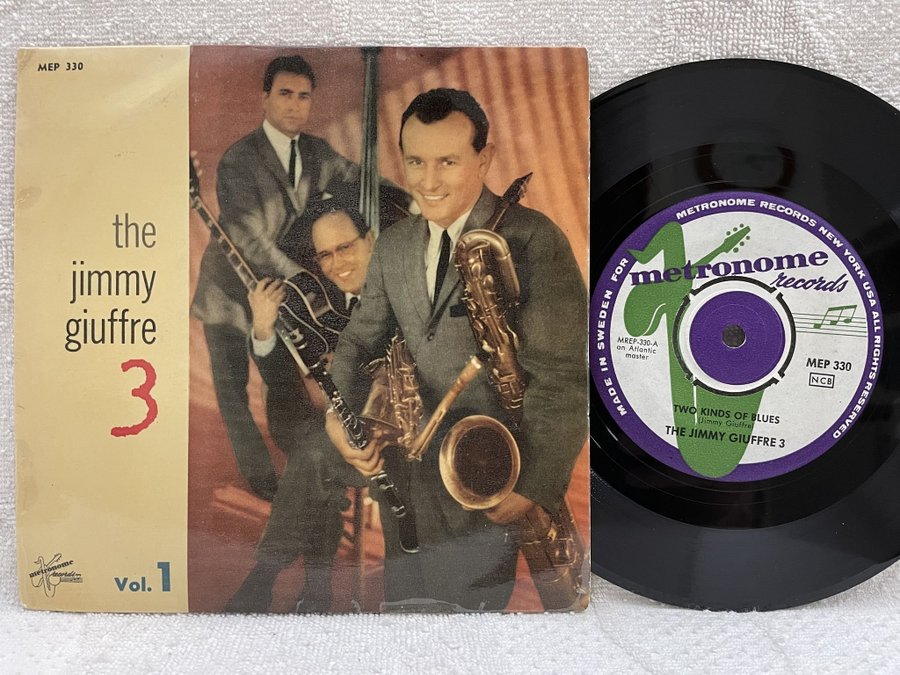 MEP 330
the
jimmy
giuffre
3
metronome
records
Vol. 1
MADE IN SWEDEN FOR METRONOME RECORDS NEW YORK USA ALL RIGHTS RESERVED
metronome
records
MREP-330-A
an Atlantic
master
MEP 330
NCB
TWO KINDS OF BLUES
(Jimmy Giuffre)
THE JIMMY GIUFFRE 3